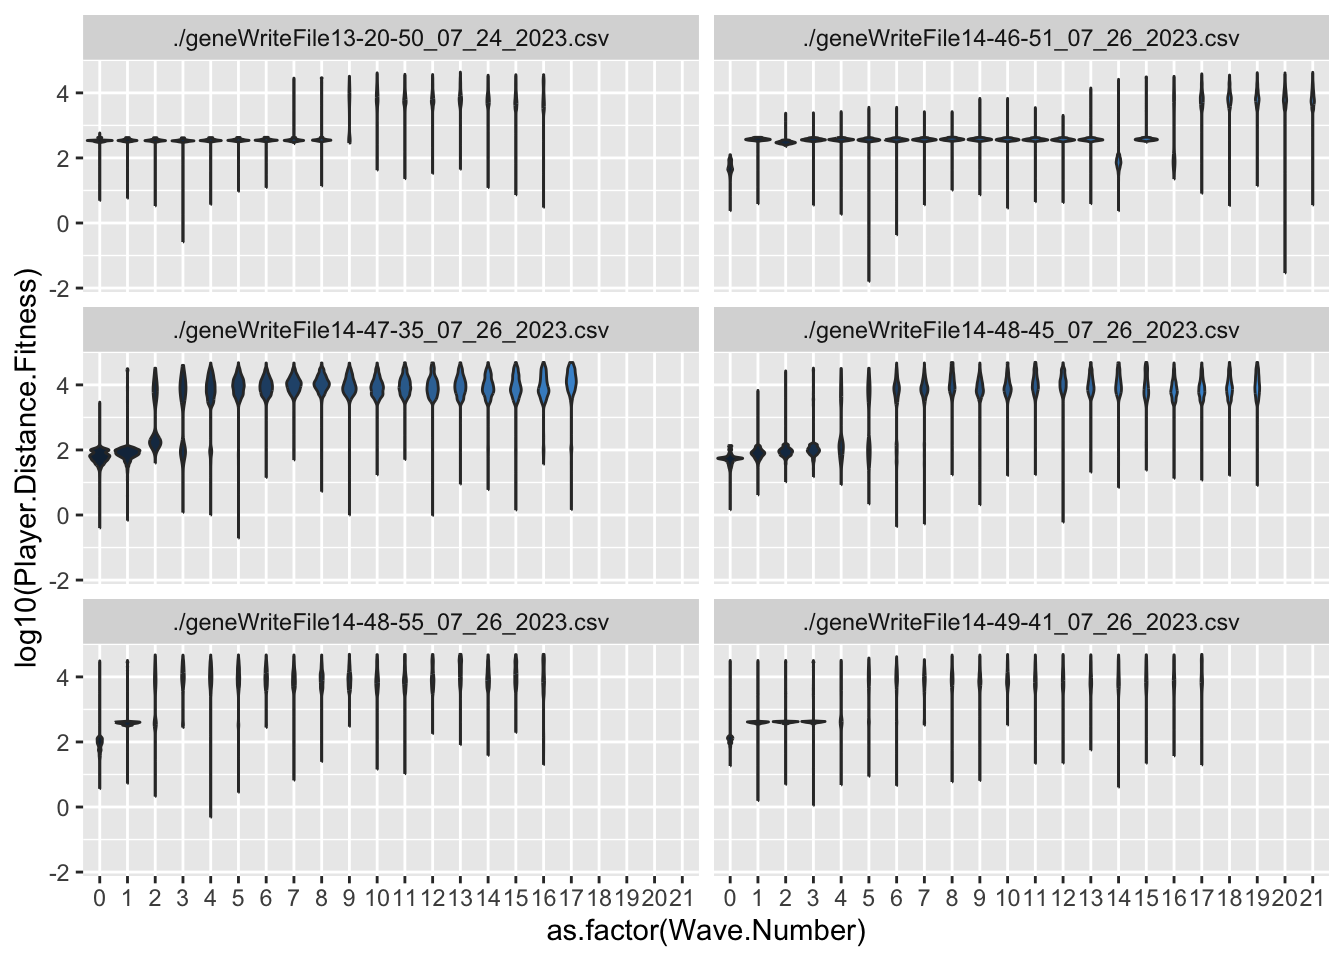 ./geneWriteFile13-20-50_07_24_2023.csv
./geneWriteFile14-46-51_07_26_2023.csv
4
2
0
-2
./geneWriteFile14-47-35_07_26_2023.csv
./geneWriteFile14-48-45_07_26_2023.csv
4
2
0
-2
./geneWriteFile14-48-55_07_26_2023.csv
./geneWriteFile14-49-41_07_26_2023.csv
4
2
0
-2
log10(Player.Distance.Fitness)
0 1 2 3 4 5 6 7 8 9 10 11 12 13 14 15 16 17 18 19 20 21
0 1 2 3 4 5 6 7 8 9 10 11 12 13 14 15 16 17 18 19 20 21
as.factor(Wave.Number)